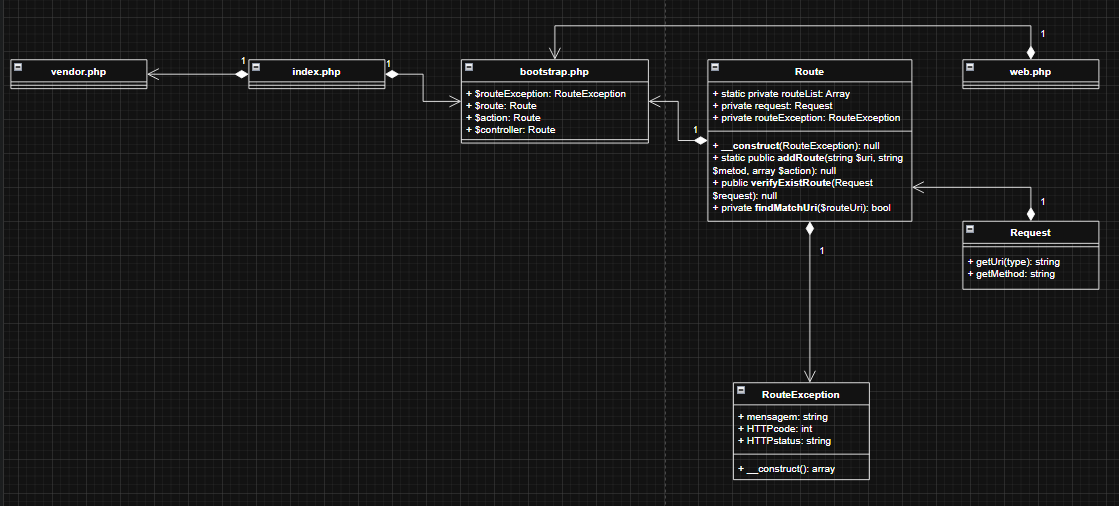 1
vendor.php
1
index.php
1
bootstrap.php
+ $routeException: RouteException
+ $route: Route
+ $action: Route
+ $controller: Route
1
Route
+ static private routeList: Array
+ private request: Request
+ private routeException: RouteException
+ __construct(RouteException): null
+ static public addRoute(string $uri, string
$metod, array $action): null
+ public verifyExistRoute(Request
$request): null
+ private findMatchUri($routeUri): bool
web.php
1
Request
+ getUri(type): string
+ getMethod: string
1
RouteException
+ mensagem: string
+ HTTPcode: int
+ HTTPstatus: string
+ __construct(): array